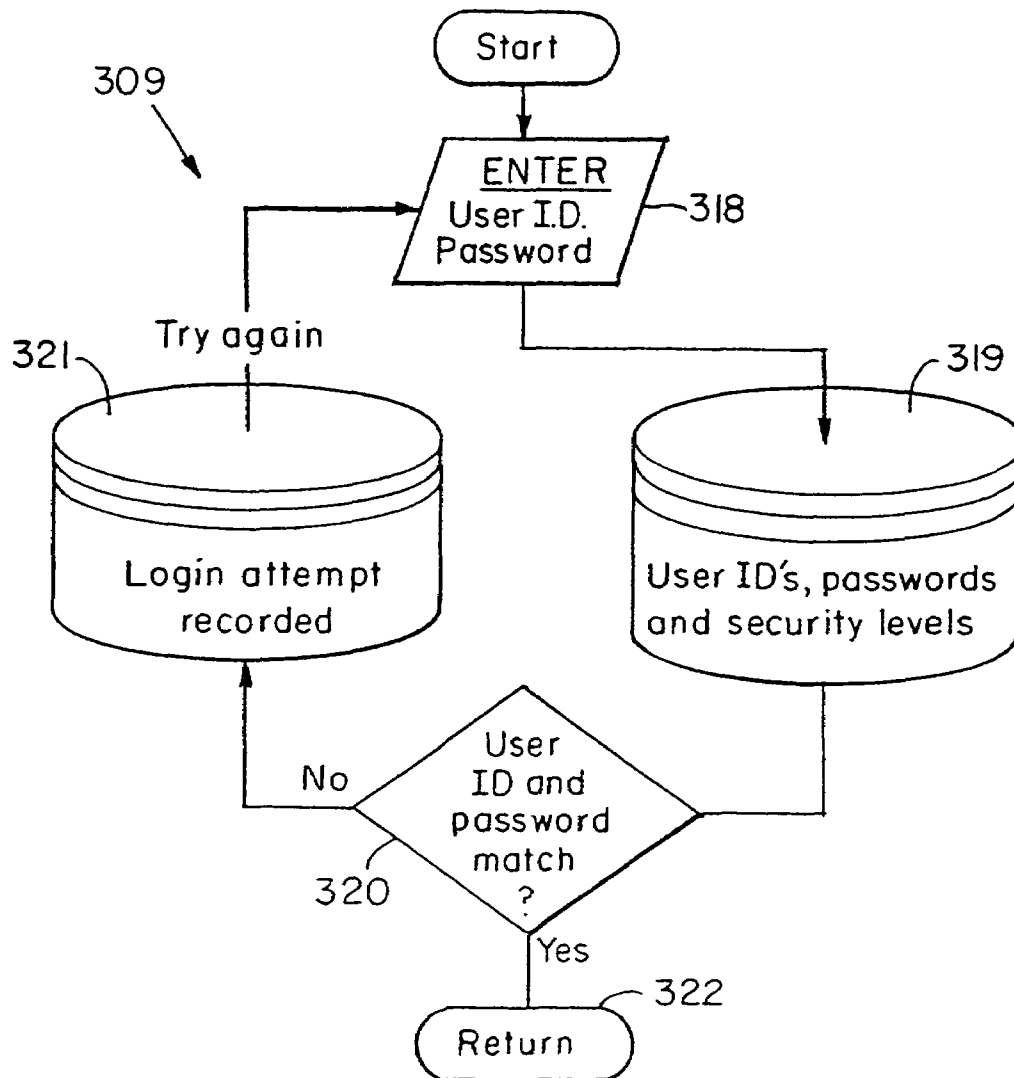 Start
309
ENTER
User I.D.
Password
318
Try again
321
319
Login attempt
recorded
User ID's, passwords
and security levels
User
ID and
password
match
?
No
320
Yes
322
Return